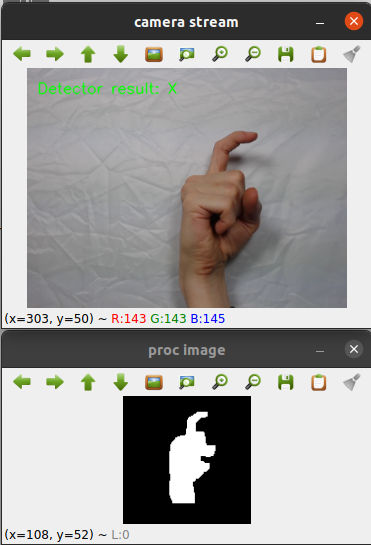 camera stream
Detector result: X
(x=303, y=50) ~ R:143 G:143 B:145
proc image
(x=108, y=52) ~ L:0